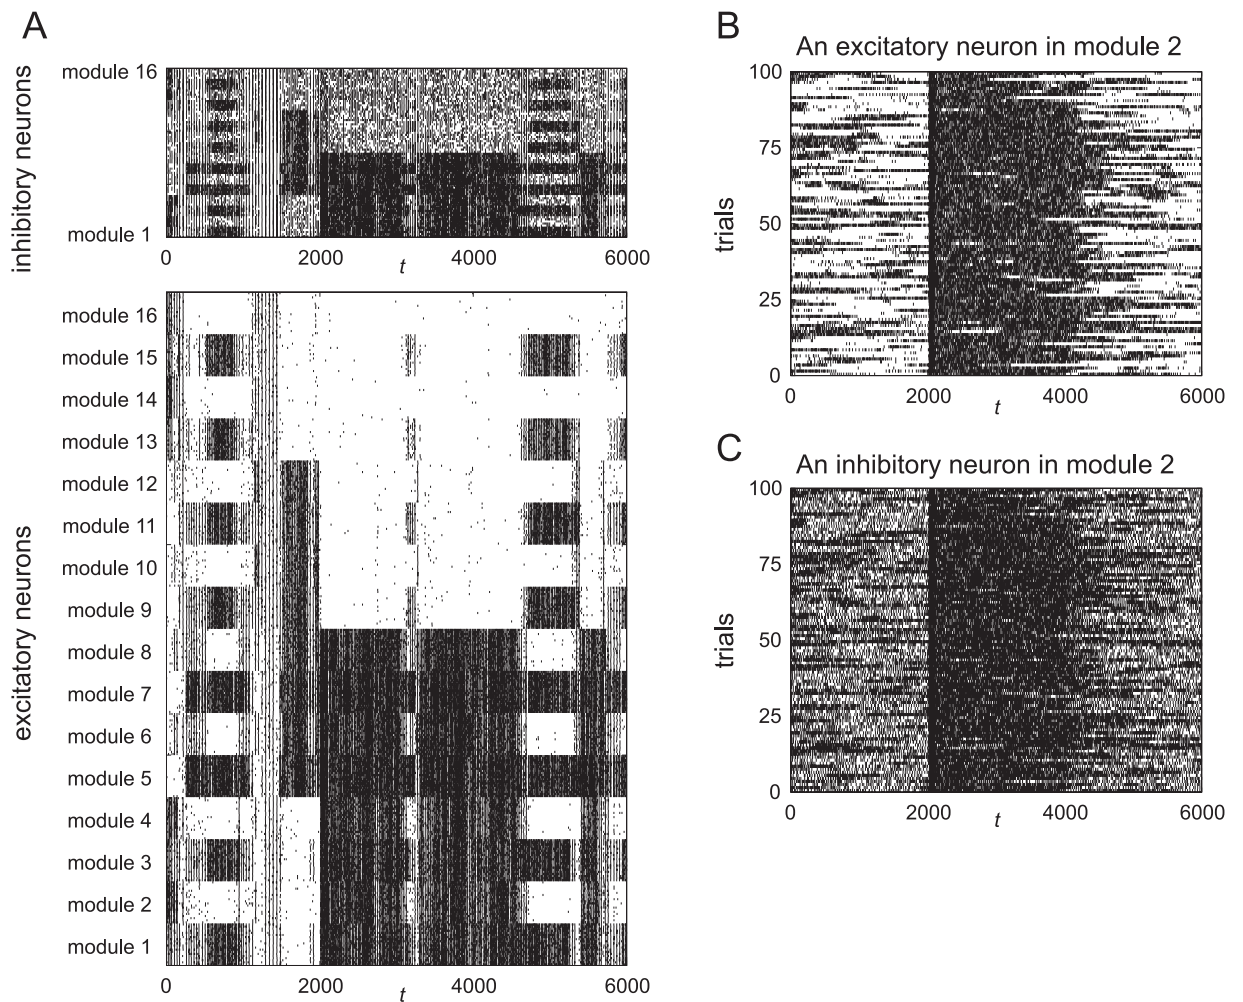 A
inhibitory neurons
module 16
module 1
0 2000 4000 6000
t
excitatory neurons
module 16
module 15
module 14
module 13
module 12
module 11
module 10
module 9
module 8
module 7
module 6
module 5
module 4
module 3
module 2
module 1
0 2000 4000 6000
t
B
An excitatory neuron in module 2
trials
100
75
50
25
0
0 2000 4000 6000
t
C
An inhibitory neuron in module 2
trials
100
75
50
25
0
0 2000 4000 6000
t